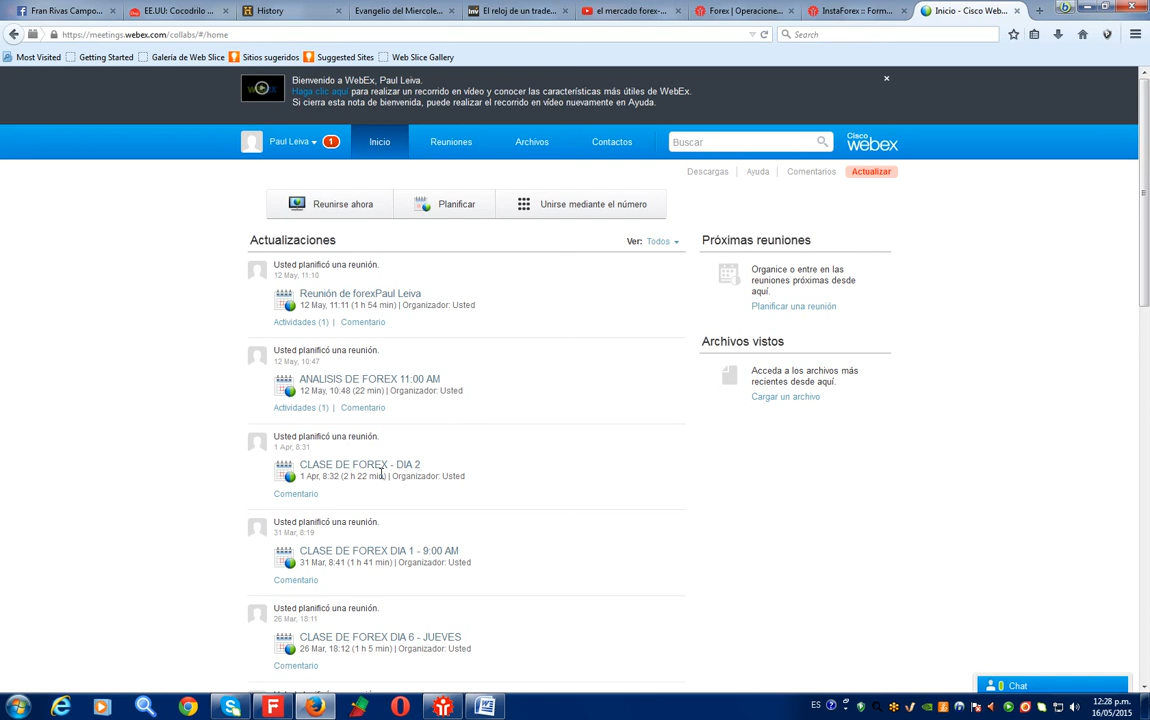 Fran Rivas Campo...
EE.UU: Cocodrilo ...
History
Evangelio del Miercole...
El reloj de un trade...
el mercado forex-...
Forex | Operacione...
InstaForex :: Form...
Inicio - Cisco Web...
https://meetings.webex.com/collabs/#/home
Search
Most Visited
Getting Started
Galería de Web Slice
Sitios sugeridos
Suggested Sites
Web Slice Gallery
Bienvenido a WebEx, Paul Leiva.
Haga clic aquí para realizar un recorrido en vídeo y conocer las características más útiles de WebEx.
Si cierra esta nota de bienvenida, puede realizar el recorrido en vídeo nuevamente en Ayuda.
Paul Leiva
1
Inicio
Reuniones
Archivos
Contactos
Buscar
Cisco
webex
Descargas | Ayuda | Comentarios
Actualizar
Reunirse ahora
Planificar
Unirse mediante el número
Actualizaciones
Ver: Todos
Próximas reuniones
Usted planificó una reunión.
12 May, 11:10
Reunión de forexPaul Leiva
12 May, 11:11 (1 h 54 min) | Organizador: Usted
Actividades (1) | Comentario
Organice o entre en las
reuniones próximas desde
aquí.
Planificar una reunión
Archivos vistos
Acceda a los archivos más
recientes desde aquí.
Cargar un archivo
Usted planificó una reunión.
12 May, 10:47
ANALISIS DE FOREX 11:00 AM
12 May, 10:48 (22 min) | Organizador: Usted
Actividades (1) | Comentario
Usted planificó una reunión.
1 Apr, 8:31
CLASE DE FOREX - DIA 2
1 Apr, 8:32 (2 h 22 min) | Organizador: Usted
Comentario
Usted planificó una reunión.
31 Mar, 8:19
CLASE DE FOREX DIA 1 - 9:00 AM
31 Mar, 8:41 (1 h 41 min) | Organizador: Usted
Comentario
Usted planificó una reunión.
26 Mar, 18:11
CLASE DE FOREX DIA 6 - JUEVES
26 Mar, 18:12 (1 h 5 min) | Organizador: Usted
Comentario
Chat
ES
12:28 p.m.
16/05/2015